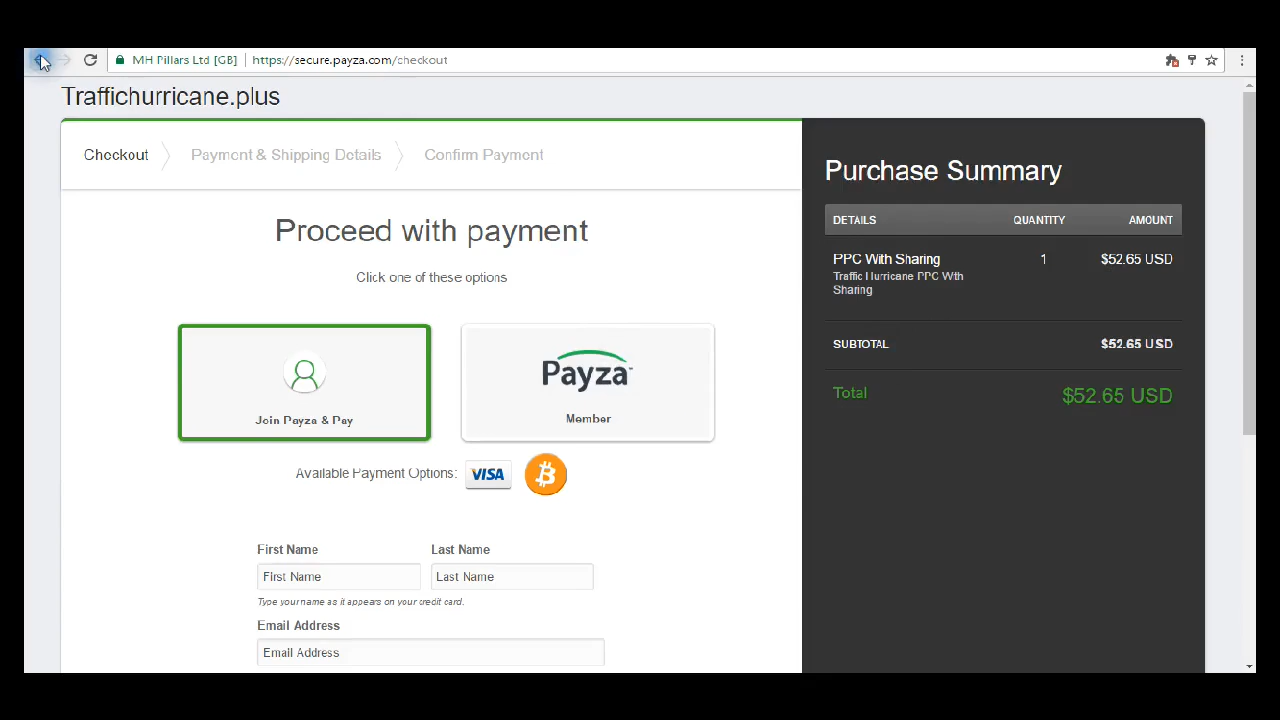 MH Pillars Ltd [GB] https://secure.payza.com/checkout
Traffichurricane.plus
Checkout Payment & Shipping Details Confirm Payment
Proceed with payment
Click one of these options
Join Payza & Pay
Payza™
Member
Available Payment Options: VISA
First Name Last Name
First Name Last Name
Type your name as it appears on your credit card.
Email Address
Email Address
Purchase Summary
DETAILS QUANTITY AMOUNT
PPC With Sharing 1 $52.65 USD
Traffic Hurricane PPC With
Sharing
SUBTOTAL $52.65 USD
Total $52.65 USD